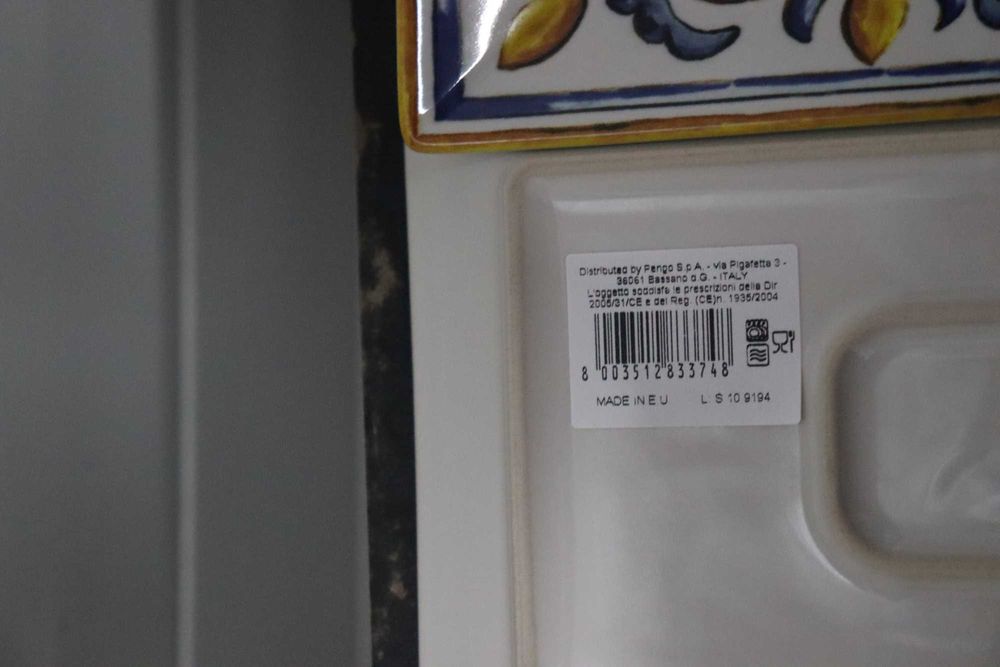 Distributed by Pengo S.p.A. - via Pigafetta 3 -
36061 Bassano d.G. - ITALY
L'oggetto soddisfa le prescrizioni della Dir
2005/31/CE e del Reg. (CE)n. 1935/2004
8 003512 833748
MADE IN E U L: S 10 9194